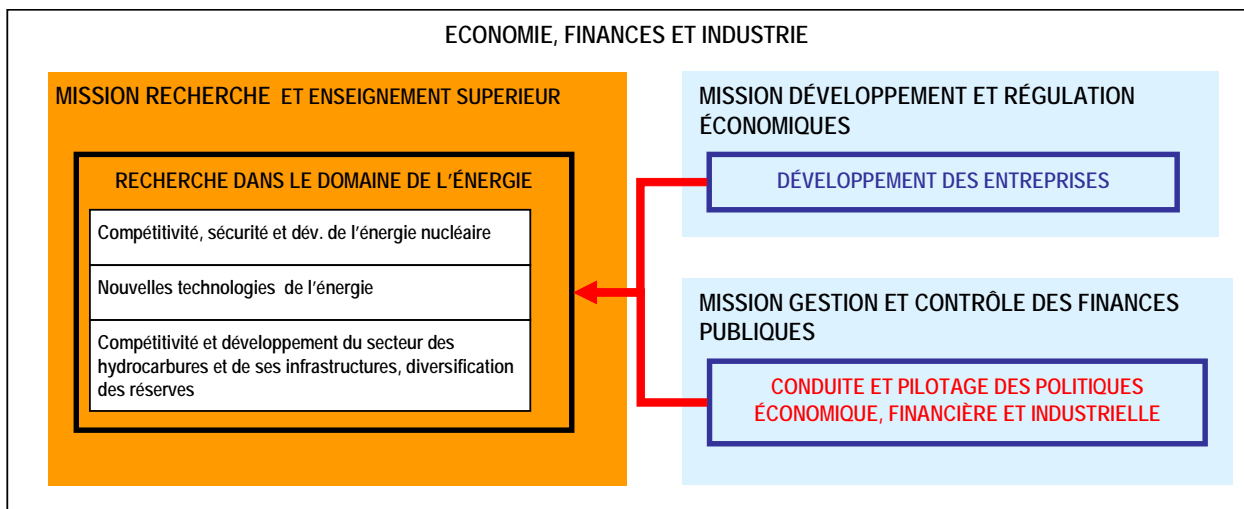 ECONOMIE, FINANCES ET INDUSTRIE
MISSION RECHERCHE ET ENSEIGNEMENT SUPERIEUR
RECHERCHE DANS LE DOMAINE DE L'ÉNERGIE
Compétitivité, sécurité et dév. de l'énergie nucléaire
Nouvelles technologies de l'énergie
Compétitivité et développement du secteur des
hydrocarbures et de ses infrastructures, diversification
des réserves
MISSION DÉVELOPPEMENT ET RÉGULATION
ÉCONOMIQUES
DÉVELOPPEMENT DES ENTREPRISES
MISSION GESTION ET CONTRÔLE DES FINANCES
PUBLIQUES
CONDUITE ET PILOTAGE DES POLITIQUES
ÉCONOMIQUE, FINANCIÈRE ET INDUSTRIELLE